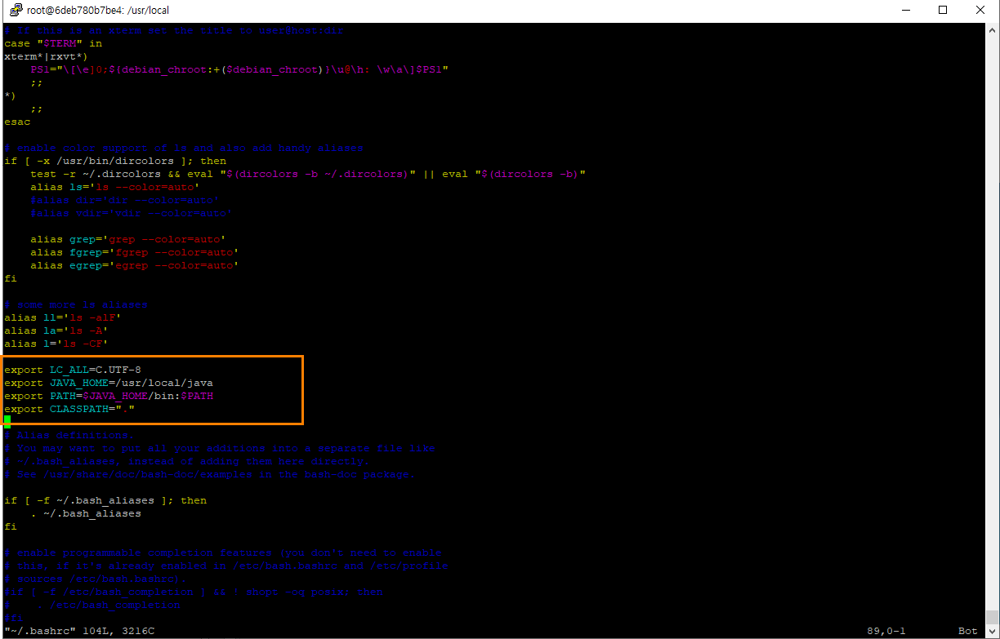 root@6deb780b7be4: /usr/local
# If this is an xterm set the title to user@host:dir
case "$TERM" in
xterm*|rxvt*)
    PS1="\[\e]0;${debian_chroot:+($debian_chroot)}\u@\h: \w\a\]$PS1"
    ;;
*)
    ;;
esac

# enable color support of ls and also add handy aliases
if [ -x /usr/bin/dircolors ]; then
    test -r ~/.dircolors && eval "$(dircolors -b ~/.dircolors)" || eval "$(dircolors -b)"
    alias ls='ls --color=auto'
    #alias dir='dir --color=auto'
    #alias vdir='vdir --color=auto'

    alias grep='grep --color=auto'
    alias fgrep='fgrep --color=auto'
    alias egrep='egrep --color=auto'
fi

# some more ls aliases
alias ll='ls -alF'
alias la='ls -A'
alias l='ls -CF'

export LC_ALL=C.UTF-8
export JAVA_HOME=/usr/local/java
export PATH=$JAVA_HOME/bin:$PATH
export CLASSPATH="."

# Alias definitions.
# You may want to put all your additions into a separate file like
# ~/.bash_aliases, instead of adding them here directly.
# See /usr/share/doc/bash-doc/examples in the bash-doc package.

if [ -f ~/.bash_aliases ]; then
    . ~/.bash_aliases
fi

# enable programmable completion features (you don't need to enable
# this, if it's already enabled in /etc/bash.bashrc and /etc/profile
# sources /etc/bash.bashrc).
#if [ -f /etc/bash_completion ] && ! shopt -oq posix; then
#    . /etc/bash_completion
#fi
"~/.bashrc" 104L, 3216C 89,0-1 Bot